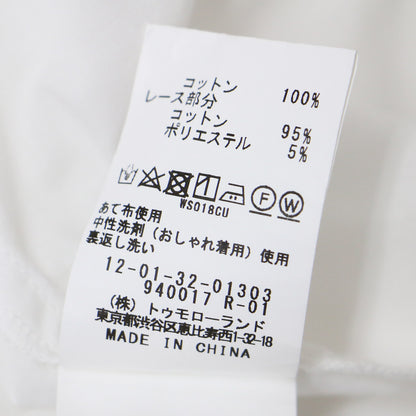 コットン 100%
レース部分
コットン 95%
ポリエステル 5%
F W
WS018CU
あて布使用
中性洗剤（おしゃれ着用）使用
裏返し洗い
12-01-32-01303
940017 R-01
（株）トゥモローランド
東京都渋谷区恵比寿西1-32-18
MADE IN CHINA